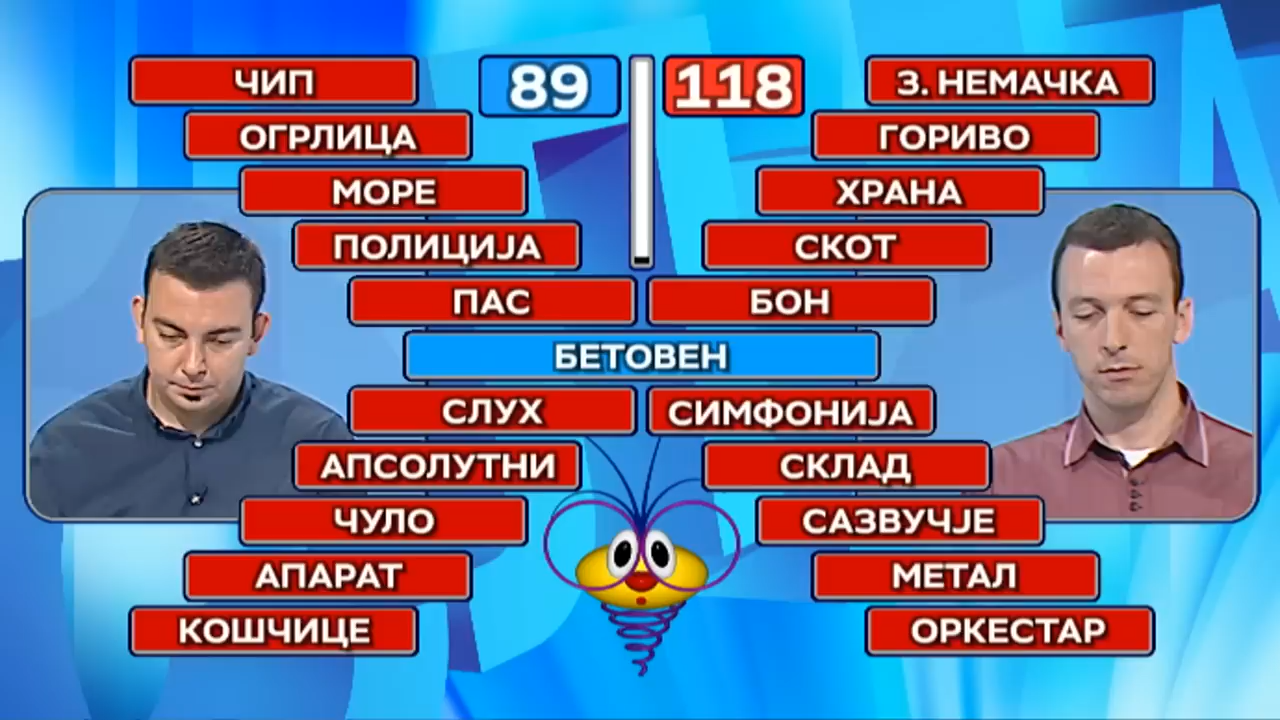 ЧИП 89 118 З. НЕМАЧКА
ОГРЛИЦА ГОРИВО
МОРЕ ХРАНА
ПОЛИЦИЈА СКОТ
ПАС БОН
БЕТОВЕН
СЛУХ СИМФОНИЈА
АПСОЛУТНИ СКЛАД
ЧУЛО САЗВУЧЈЕ
АПАРАТ МЕТАЛ
КОШЧИЦЕ ОРКЕСТАР